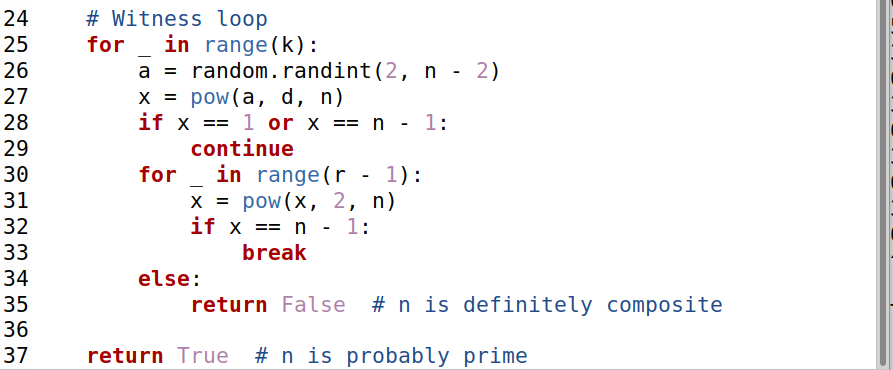 24    # Witness loop
25    for _ in range(k):
26        a = random.randint(2, n - 2)
27        x = pow(a, d, n)
28        if x == 1 or x == n - 1:
29            continue
30        for _ in range(r - 1):
31            x = pow(x, 2, n)
32            if x == n - 1:
33                break
34        else:
35            return False  # n is definitely composite
36
37    return True  # n is probably prime